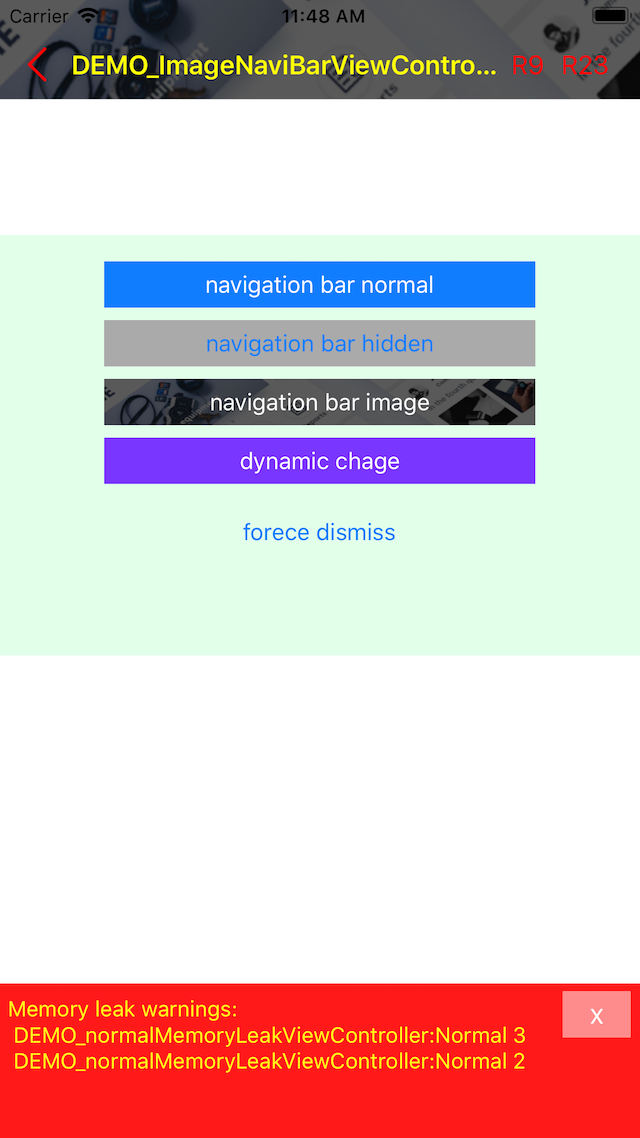 Carrier 11:48 AM
DEMO_ImageNaviBarViewContro... R9 R23
navigation bar normal
navigation bar hidden
navigation bar image
dynamic chage
forece dismiss
Memory leak warnings:
DEMO_normalMemoryLeakViewController:Normal 3
DEMO_normalMemoryLeakViewController:Normal 2
X